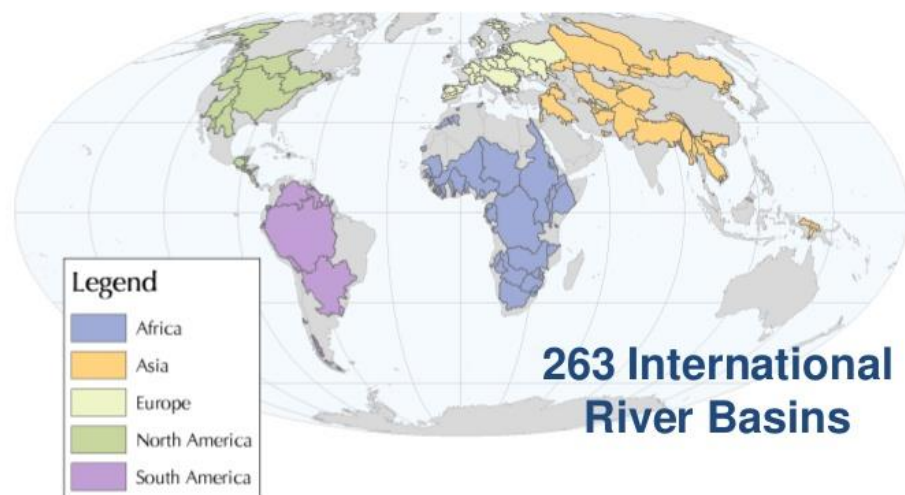 Legend
Africa
Asia
Europe
North America
South America
263 International
River Basins